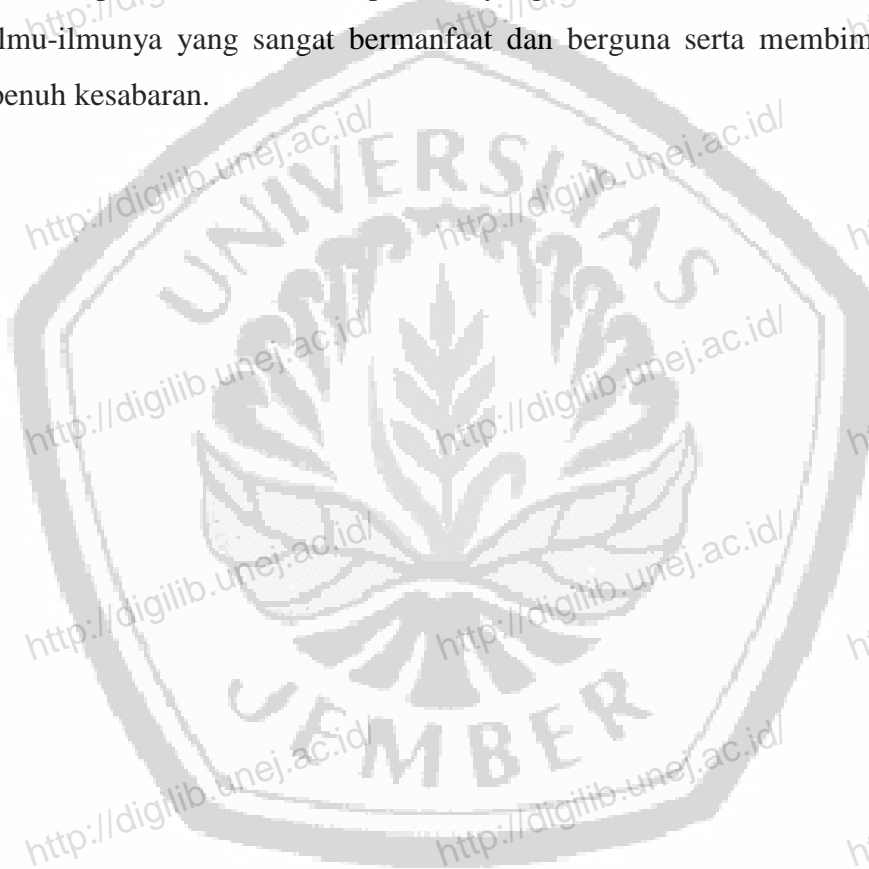 ilmu-ilmunya yang sangat bermanfaat dan berguna serta membim
penuh kesabaran.
http://digilib.unej.ac.id/ http://digilib.unej.ac.id/
http://digilib.unej.ac.id/ http://digilib.unej.ac.id/
http://digilib.unej.ac.id/ http://digilib.unej.ac.id/
http://digilib.unej.ac.id/ http://digilib.unej.ac.id/
UNIVERSITAS
JEMBER